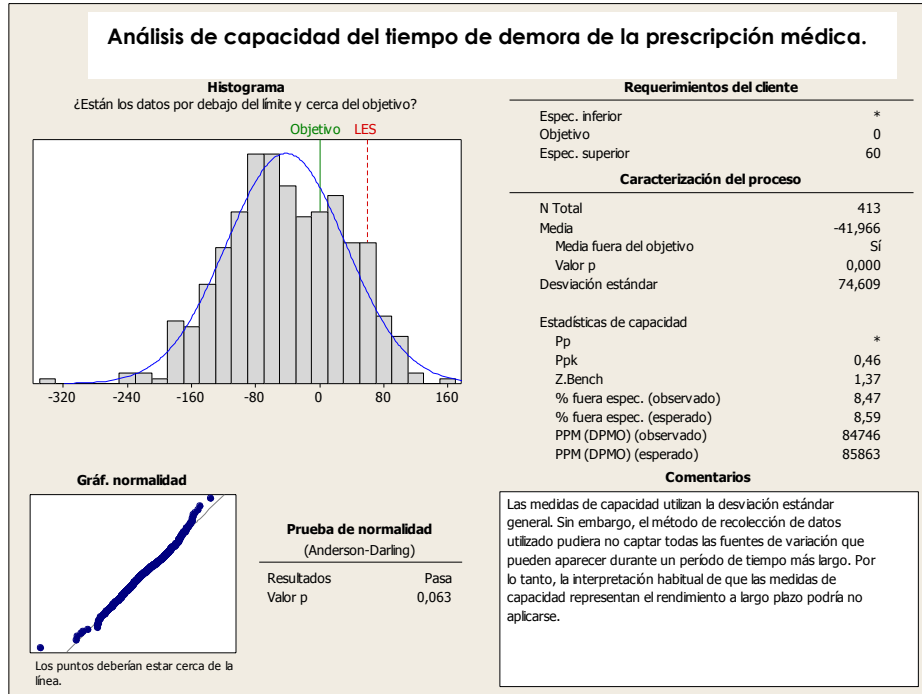 Análisis de capacidad del tiempo de demora de la prescripción médica.
Histograma
¿Están los datos por debajo del límite y cerca del objetivo?
Objetivo LES
-320 -240 -160 -80 0 80 160
Requerimientos del cliente
Espec. inferior *
Objetivo 0
Espec. superior 60
Caracterización del proceso
N Total 413
Media -41,966
Media fuera del objetivo Sí
Valor p 0,000
Desviación estándar 74,609
Estadísticas de capacidad
Pp *
Ppk 0,46
Z.Bench 1,37
% fuera espec. (observado) 8,47
% fuera espec. (esperado) 8,59
PPM (DPMO) (observado) 84746
PPM (DPMO) (esperado) 85863
Gráf. normalidad
Los puntos deberían estar cerca de la
línea.
Prueba de normalidad
(Anderson-Darling)
Resultados Pasa
Valor p 0,063
Comentarios
Las medidas de capacidad utilizan la desviación estándar
general. Sin embargo, el método de recolección de datos
utilizado pudiera no captar todas las fuentes de variación que
pueden aparecer durante un período de tiempo más largo. Por
lo tanto, la interpretación habitual de que las medidas de
capacidad representan el rendimiento a largo plazo podría no
aplicarse.